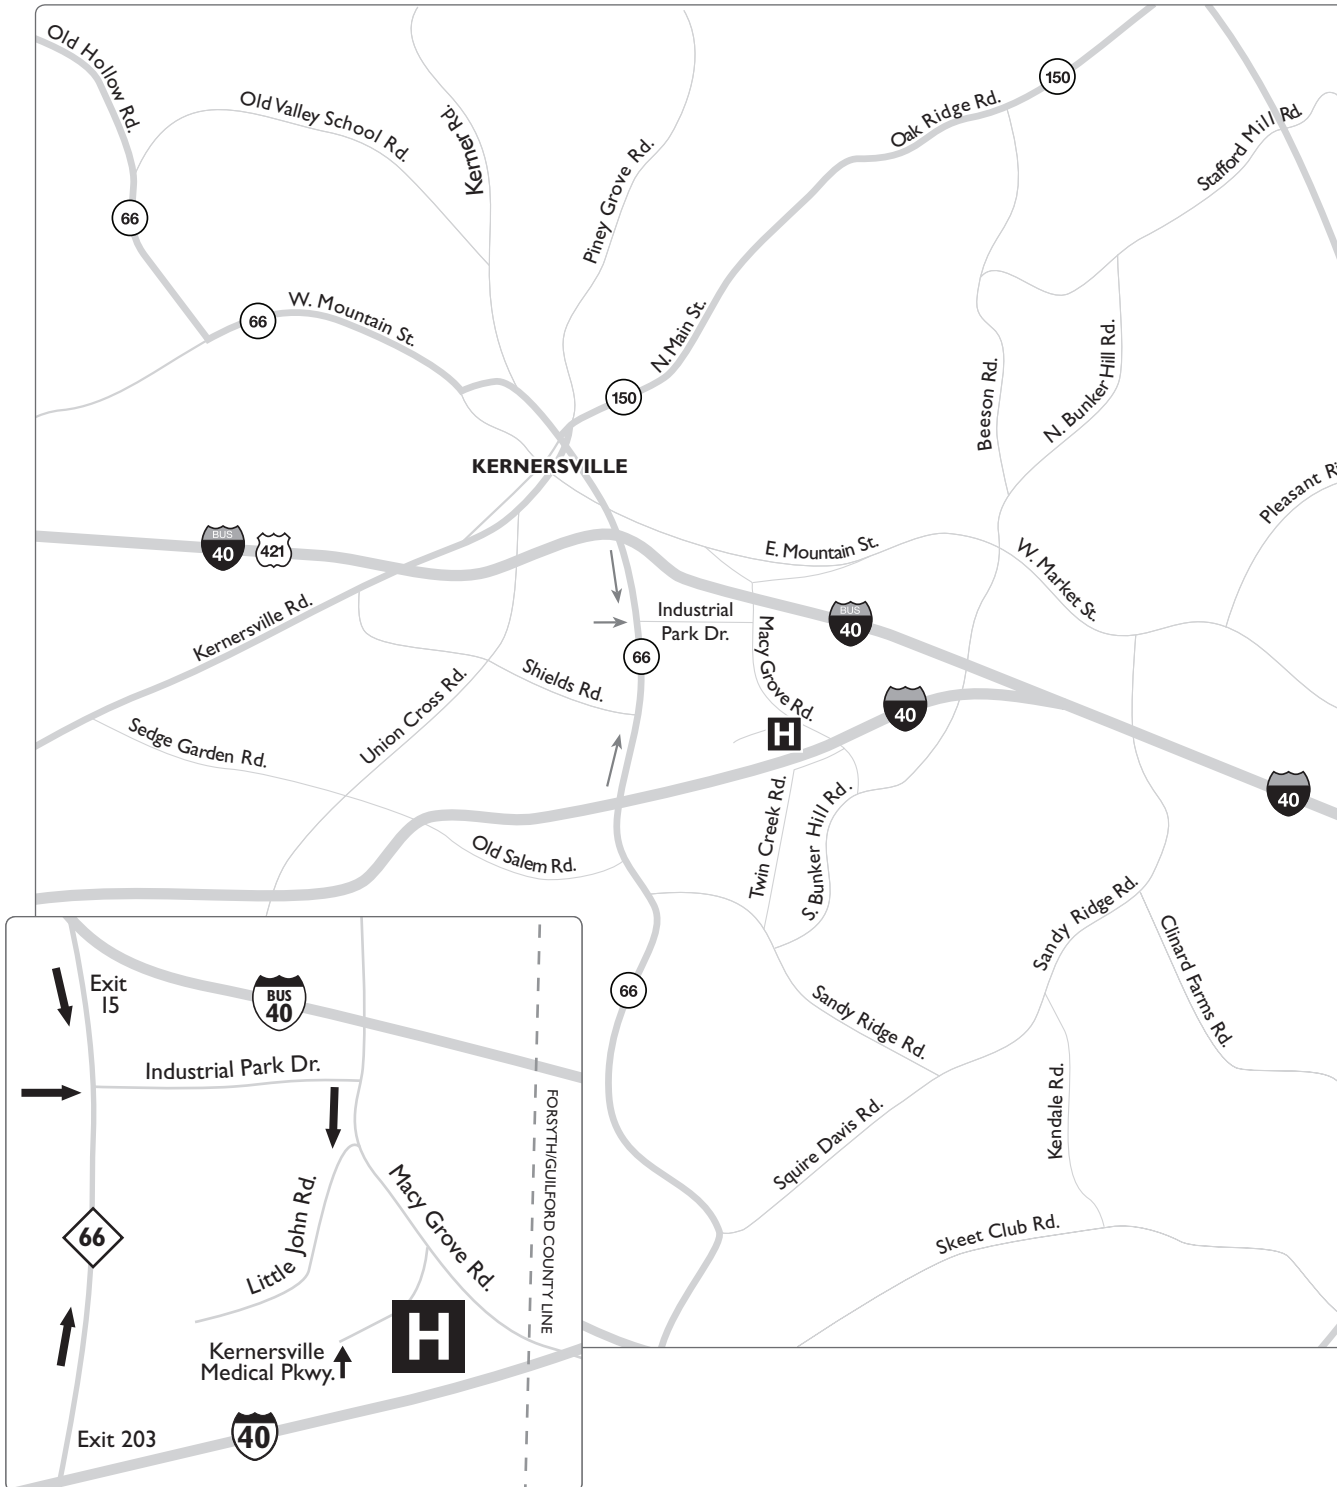 Old Hollow Rd.
Old Valley School Rd.
Kerner Rd.
Piney Grove Rd.
Oak Ridge Rd.
150
Stafford Mill Rd.
66
66
W. Mountain St.
N. Main St.
150
Beeson Rd.
N. Bunker Hill Rd.
KERNERSVILLE
Pleasant Ri
BUS
40
421
E. Mountain St.
W. Market St.
Kernersville Rd.
Industrial
Park Dr.
BUS
40
66
Macy Grove Rd.
Shields Rd.
Union Cross Rd.
Sedge Garden Rd.
H
40
40
Old Salem Rd.
Twin Creek Rd.
S. Bunker Hill Rd.
Sandy Ridge Rd.
Clinard Farms Rd.
66
Sandy Ridge Rd.
Kendale Rd.
Squire Davis Rd.
Skeet Club Rd.
Exit
15
BUS
40
Industrial Park Dr.
FORSYTH/GUILFORD COUNTY LINE
Macy Grove Rd.
Little John Rd.
66
H
Kernersville
Medical Pkwy.
Exit 203
40